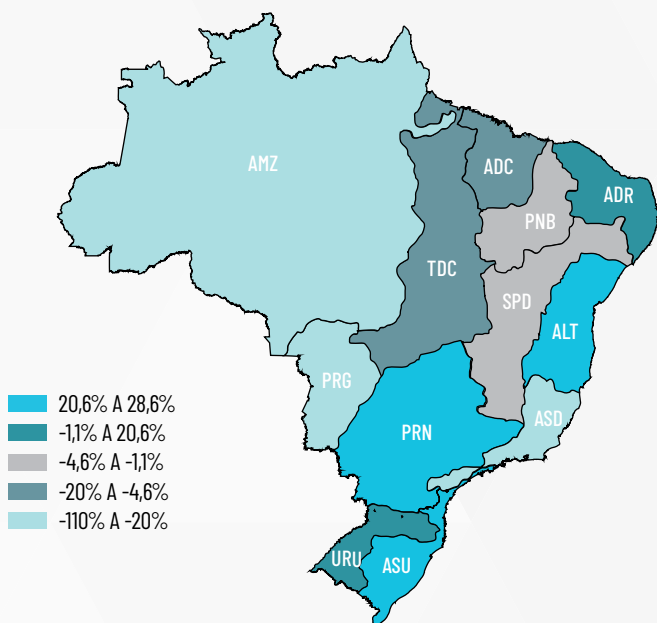 AMZ
ADC
ADR
PNB
TDC
SPD
ALT
PRG
ASD
PRN
URU
ASU
20,6% A 28,6%
-1,1% A 20,6%
-4,6% A -1,1%
-20% A -4,6%
-110% A -20%